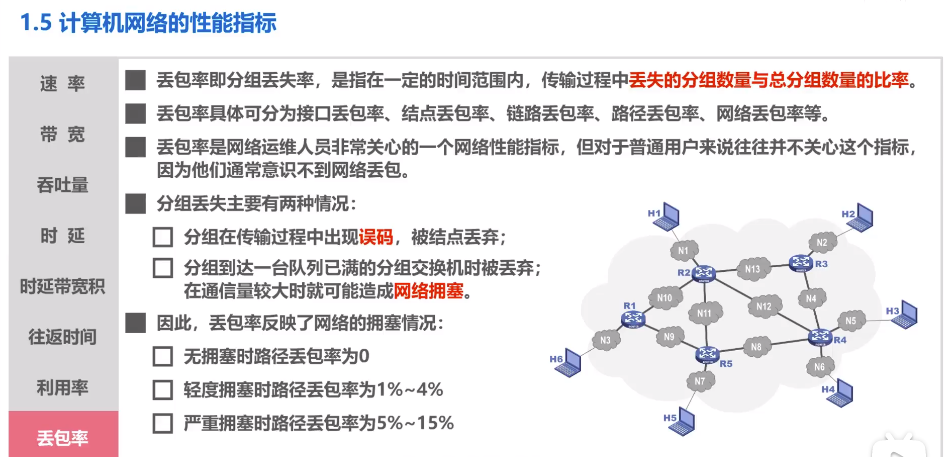 1.5 计算机网络的性能指标
速 率
带 宽
吞吐量
时 延
时延带宽积
往返时间
利用率
丢包率
丢包率即分组丢失率，是指在一定的时间范围内，传输过程中丢失的分组数量与总分组数量的比率。
丢包率具体可分为接口丢包率、结点丢包率、链路丢包率、路径丢包率、网络丢包率等。
丢包率是网络运维人员非常关心的一个网络性能指标，但对于普通用户来说往往并不关心这个指标，
因为他们通常意识不到网络丢包。
分组丢失主要有两种情况：
分组在传输过程中出现误码，被结点丢弃；
分组到达一台队列已满的分组交换机时被丢弃；
在通信量较大时就可能造成网络拥塞。
因此，丢包率反映了网络的拥塞情况：
无拥塞时路径丢包率为0
轻度拥塞时路径丢包率为1%~4%
严重拥塞时路径丢包率为5%~15%
H1
H2
N1
N2
R2
N13
R3
N10
N4
R1
N11
N12
H3
N5
N3
N9
N8
R4
H6
R5
N6
N7
H4
H5